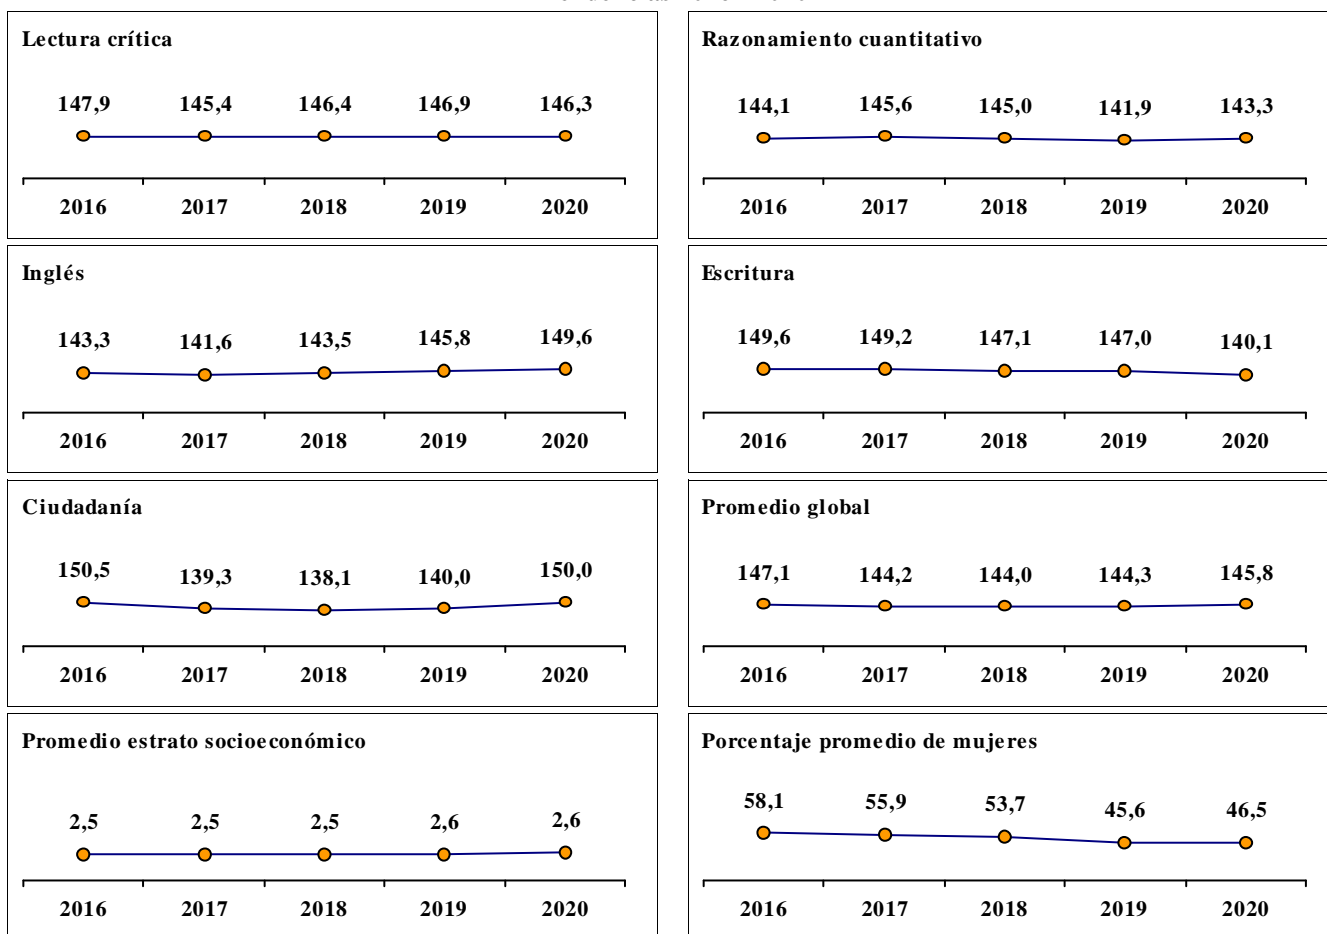 Lectura crítica
147,9 145,4 146,4 146,9 146,3
2016 2017 2018 2019 2020
Razonamiento cuantitativo
144,1 145,6 145,0 141,9 143,3
2016 2017 2018 2019 2020
Inglés
143,3 141,6 143,5 145,8 149,6
2016 2017 2018 2019 2020
Escritura
149,6 149,2 147,1 147,0 140,1
2016 2017 2018 2019 2020
Ciudadanía
150,5 139,3 138,1 140,0 150,0
2016 2017 2018 2019 2020
Promedio global
147,1 144,2 144,0 144,3 145,8
2016 2017 2018 2019 2020
Promedio estrato socioeconómico
2,5 2,5 2,5 2,6 2,6
2016 2017 2018 2019 2020
Porcentaje promedio de mujeres
58,1 55,9 53,7 45,6 46,5
2016 2017 2018 2019 2020